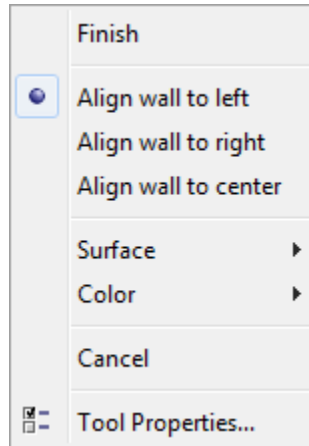 Finish
Align wall to left
Align wall to right
Align wall to center
Surface
Color
Cancel
Tool Properties...